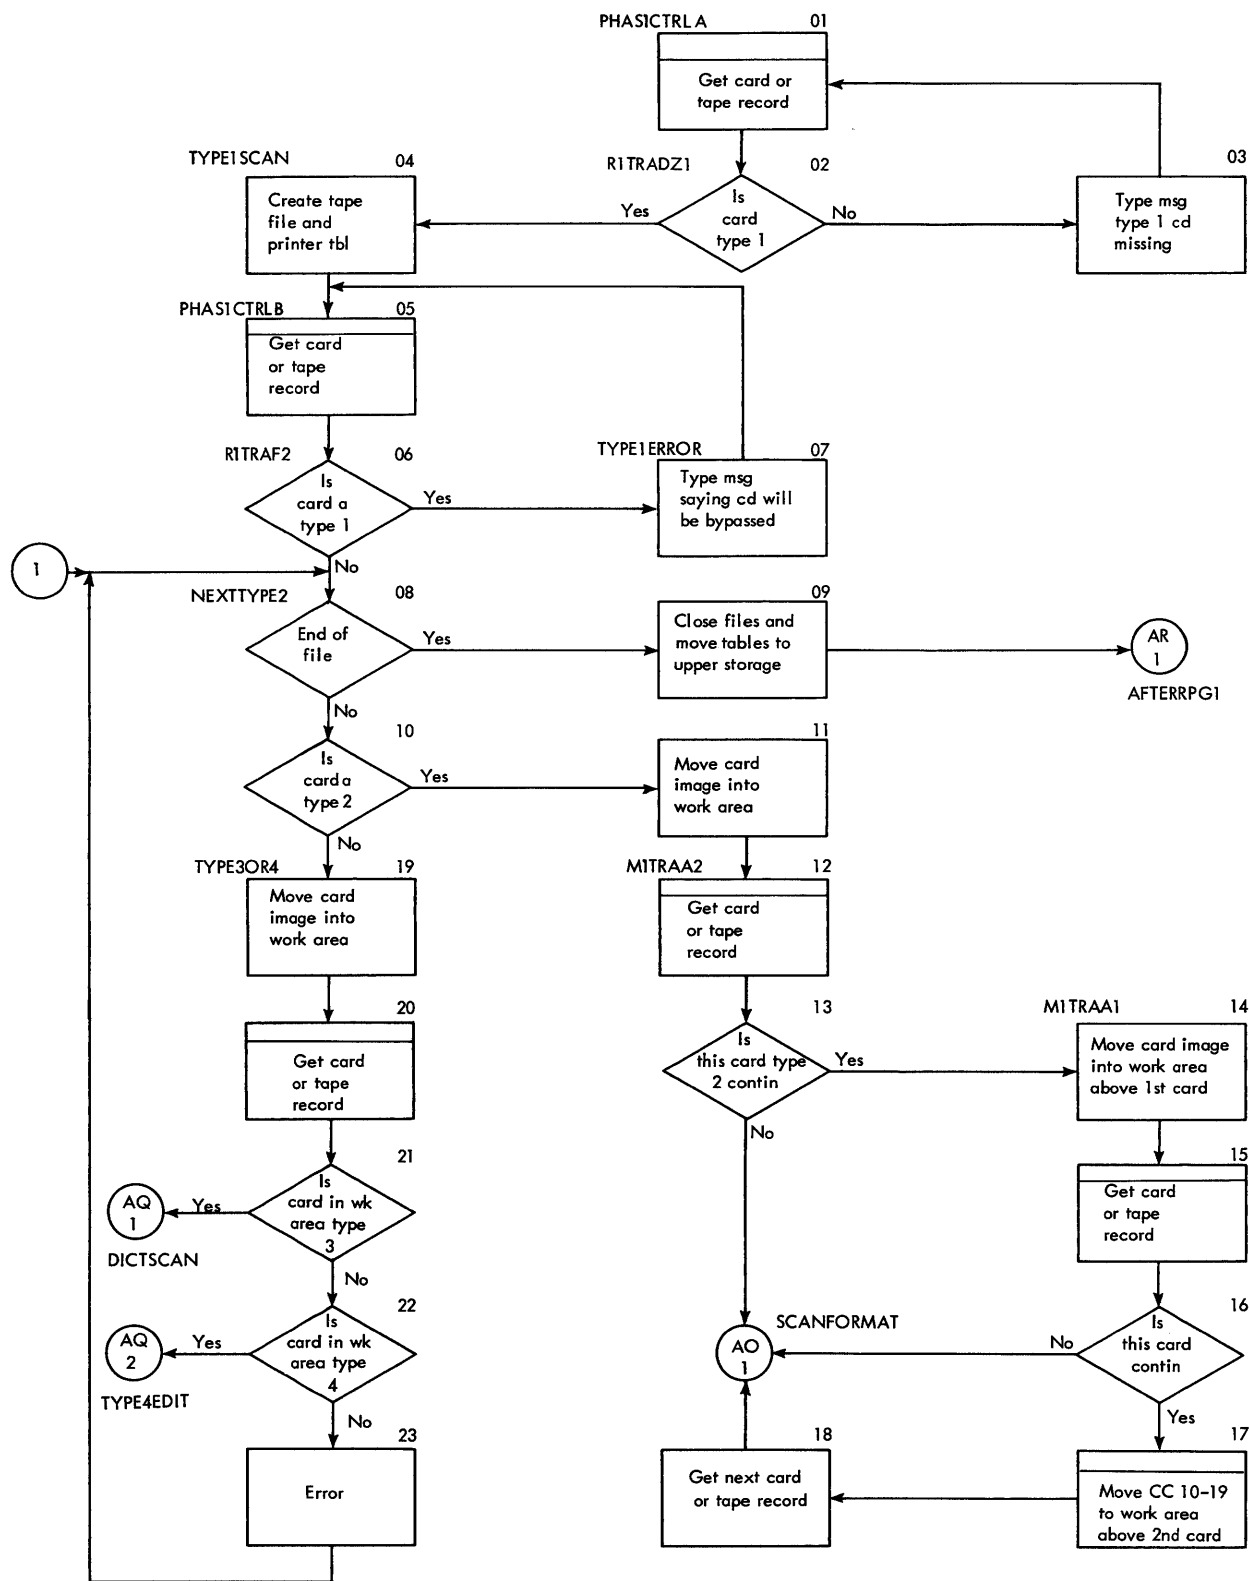 PHAS1CTRLA 01
Get card or
tape record
R1TRADZ1 02
Is
card
type 1
Yes
No
03
Type msg
type 1 cd
missing
TYPE1SCAN 04
Create tape
file and
printer tbl
PHAS1CTRLB 05
Get card
or tape
record
R1TRAF2 06
Is
card a
type 1
Yes
No
TYPE1ERROR 07
Type msg
saying cd will
be bypassed
1
NEXTTYPE2 08
End of
file
Yes
No
09
Close files and
move tables to
upper storage
AR
1
AFTERRPG1
10
Is
card a
type 2
Yes
No
11
Move card
image into
work area
TYPE3OR4 19
Move card
image into
work area
M1TRAA2 12
Get card
or tape
record
20
Get card
or tape
record
13
Is
this card type
2 contin
Yes
No
M1TRAA1 14
Move card image
into work area
above 1st card
15
Get card
or tape
record
21
Is
card in wk
area type
3
Yes
No
AQ
1
DICTSCAN
22
Is
card in wk
area type
4
Yes
No
AQ
2
TYPE4EDIT
SCANFORMAT
AO
1
16
Is
this card
contin
No
Yes
23
Error
18
Get next card
or tape record
17
Move CC 10-19
to work area
above 2nd card